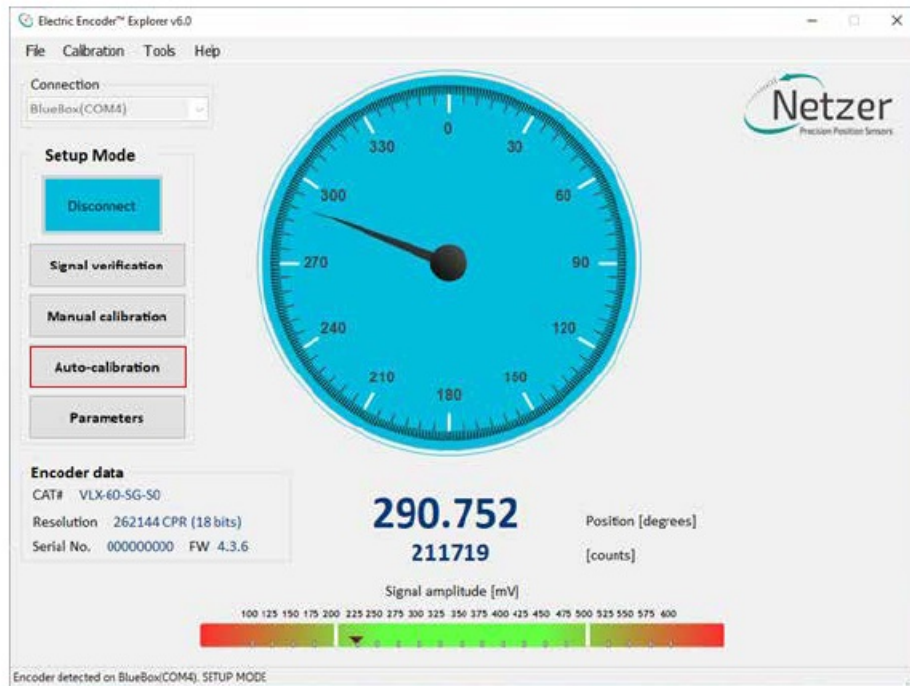 Electric Encoder™ Explorer v6.0
File Calibration Tools Help
Connection
BlueBox(COM4)
Netzer
Precision Position Sensors
Setup Mode
Disconnect
Signal verification
Manual calibration
Auto-calibration
Parameters
0
30
60
90
120
150
180
210
240
270
300
330
Encoder data
CAT# VLX-60-SG-S0
Resolution 262144 CPR (18 bits)
Serial No. 000000000 FW 4.3.6
290.752 Position [degrees]
211719 [counts]
Signal amplitude [mV]
100 125 150 175 200 225 250 275 300 325 350 375 400 425 450 475 500 525 550 575 600
Encoder detected on BlueBox(COM4). SETUP MODE